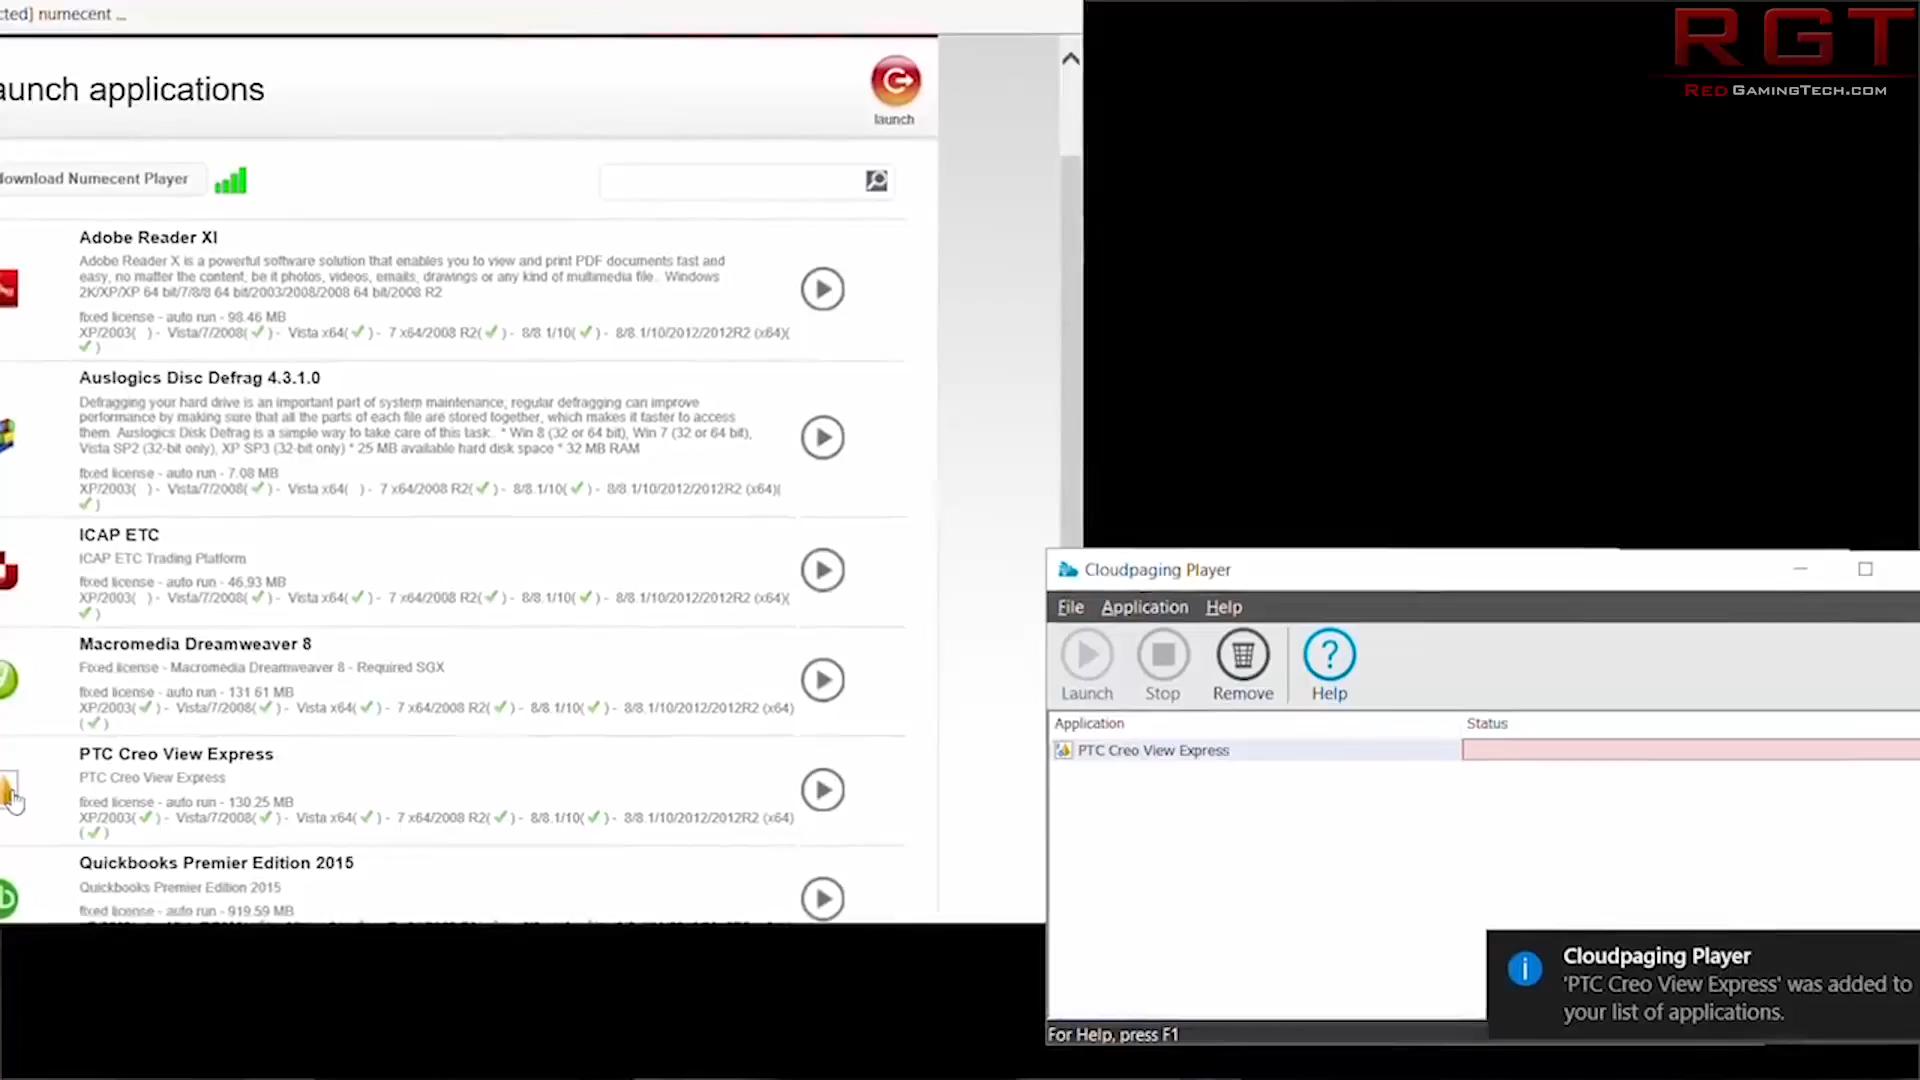 cted] numecent ...
RGT
RED GAMINGTECH.COM
aunch applications
launch
ownload Numecent Player
Adobe Reader XI
Adobe Reader X is a powerful software solution that enables you to view and print PDF documents fast and
easy, no matter the content, be it photos, videos, emails, drawings or any kind of multimedia file.. Windows
2K/XP/XP 64 bit/7/8/8 64 bit/2003/2008/2008 64 bit/2008 R2
fixed license - auto run - 98.46 MB
XP/2003( ) - Vista/7/2008(✓) - Vista x64(✓) - 7 x64/2008 R2(✓) - 8/8.1/10(✓) - 8/8.1/10/2012/2012R2 (x64)(
✓)
Auslogics Disc Defrag 4.3.1.0
Defragging your hard drive is an important part of system maintenance; regular defragging can improve
performance by making sure that all the parts of each file are stored together, which makes it faster to access
them. Auslogics Disk Defrag is a simple way to take care of this task.. * Win 8 (32 or 64 bit), Win 7 (32 or 64 bit),
Vista SP2 (32-bit only), XP SP3 (32-bit only) * 25 MB available hard disk space * 32 MB RAM
fixed license - auto run - 7.08 MB
XP/2003( ) - Vista/7/2008(✓) - Vista x64( ) - 7 x64/2008 R2(✓) - 8/8.1/10(✓) - 8/8.1/10/2012/2012R2 (x64)(
✓)
ICAP ETC
ICAP ETC Trading Platform
fixed license - auto run - 46.93 MB
XP/2003( ) - Vista/7/2008(✓) - Vista x64(✓) - 7 x64/2008 R2(✓) - 8/8.1/10(✓) - 8/8.1/10/2012/2012R2 (x64)(
✓)
Macromedia Dreamweaver 8
Fixed license - Macromedia Dreamweaver 8 - Required SGX
fixed license - auto run - 131.61 MB
XP/2003(✓) - Vista/7/2008(✓) - Vista x64(✓) - 7 x64/2008 R2(✓) - 8/8.1/10(✓) - 8/8.1/10/2012/2012R2 (x64)
(✓)
PTC Creo View Express
PTC Creo View Express
fixed license - auto run - 130.25 MB
XP/2003(✓) - Vista/7/2008(✓) - Vista x64(✓) - 7 x64/2008 R2(✓) - 8/8.1/10(✓) - 8/8.1/10/2012/2012R2 (x64)
(✓)
Quickbooks Premier Edition 2015
Quickbooks Premier Edition 2015
fixed license - auto run - 919.59 MB
Cloudpaging Player
File Application Help
Launch Stop Remove Help
Application Status
PTC Creo View Express
For Help, press F1
Cloudpaging Player
'PTC Creo View Express' was added to
your list of applications.